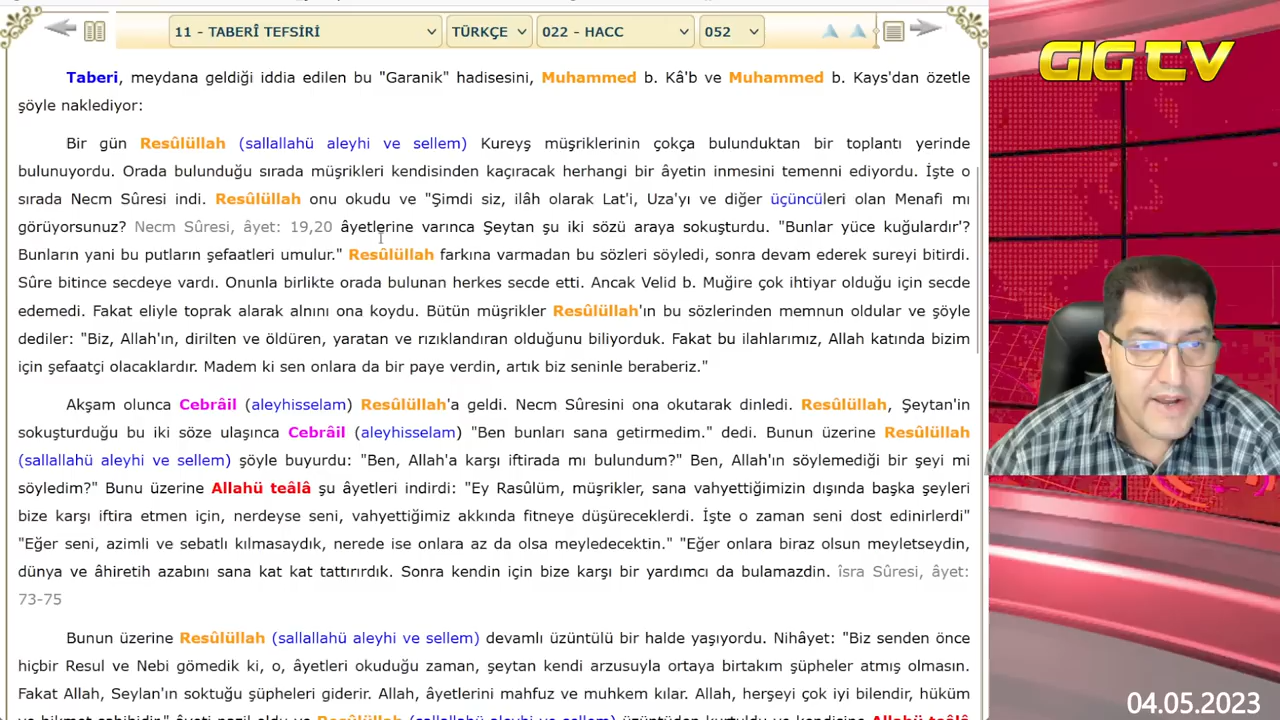 11 - TABERÎ TEFSİRİ
TÜRKÇE
022 - HACC
052
GIG TV
Taberi, meydana geldiği iddia edilen bu "Garanik" hadisesini, Muhammed b. Kâ'b ve Muhammed b. Kays'dan özetle
şöyle naklediyor:
Bir gün Resûlüllah (sallallahü aleyhi ve sellem) Kureyş müşriklerinin çokça bulunduktan bir toplantı yerinde
bulunuyordu. Orada bulunduğu sırada müşrikleri kendisinden kaçıracak herhangi bir âyetin inmesini temenni ediyordu. İşte o
sırada Necm Sûresi indi. Resûlüllah onu okudu ve "Şimdi siz, ilâh olarak Lat'i, Uza'yı ve diğer üçüncüleri olan Menafi mı
görüyorsunuz? Necm Sûresi, âyet: 19,20 âyetlerine varınca Şeytan şu iki sözü araya sokuşturdu. "Bunlar yüce kuğulardır'?
Bunların yani bu putların şefaatleri umulur." Resûlüllah farkına varmadan bu sözleri söyledi, sonra devam ederek sureyi bitirdi.
Sûre bitince secdeye vardı. Onunla birlikte orada bulunan herkes secde etti. Ancak Velid b. Muğire çok ihtiyar olduğu için secde
edemedi. Fakat eliyle toprak alarak alnını ona koydu. Bütün müşrikler Resûlüllah'ın bu sözlerinden memnun oldular ve şöyle
dediler: "Biz, Allah'ın, dirilten ve öldüren, yaratan ve rızıklandıran olduğunu biliyorduk. Fakat bu ilahlarımız, Allah katında bizim
için şefaatçi olacaklardır. Madem ki sen onlara da bir paye verdin, artık biz seninle beraberiz."
Akşam olunca Cebrâil (aleyhisselam) Resûlüllah'a geldi. Necm Sûresini ona okutarak dinledi. Resûlüllah, Şeytan'in
sokuşturduğu bu iki söze ulaşınca Cebrâil (aleyhisselam) "Ben bunları sana getirmedim." dedi. Bunun üzerine Resûlüllah
(sallallahü aleyhi ve sellem) şöyle buyurdu: "Ben, Allah'a karşı iftirada mı bulundum?" Ben, Allah'ın söylemediği bir şeyi mi
söyledim?" Bunu üzerine Allahü teâlâ şu âyetleri indirdi: "Ey Rasûlüm, müşrikler, sana vahyettiğimizin dışında başka şeyleri
bize karşı iftira etmen için, nerdeyse seni, vahyettiğimiz akkında fitneye düşüreceklerdi. İşte o zaman seni dost edinirlerdi"
"Eğer seni, azimli ve sebatlı kılmasaydık, nerede ise onlara az da olsa meyledecektin." "Eğer onlara biraz olsun meyletseydin,
dünya ve âhiretih azabını sana kat kat tattırırdık. Sonra kendin için bize karşı bir yardımcı da bulamazdin. îsra Sûresi, âyet:
73-75
Bunun üzerine Resûlüllah (sallallahü aleyhi ve sellem) devamlı üzüntülü bir halde yaşıyordu. Nihâyet: "Biz senden önce
hiçbir Resul ve Nebi gömedik ki, o, âyetleri okuduğu zaman, şeytan kendi arzusuyla ortaya birtakım şüpheler atmış olmasın.
Fakat Allah, Seylan'ın soktuğu şüpheleri giderir. Allah, âyetlerini mahfuz ve muhkem kılar. Allah, herşeyi çok iyi bilendir, hüküm
04.05.2023